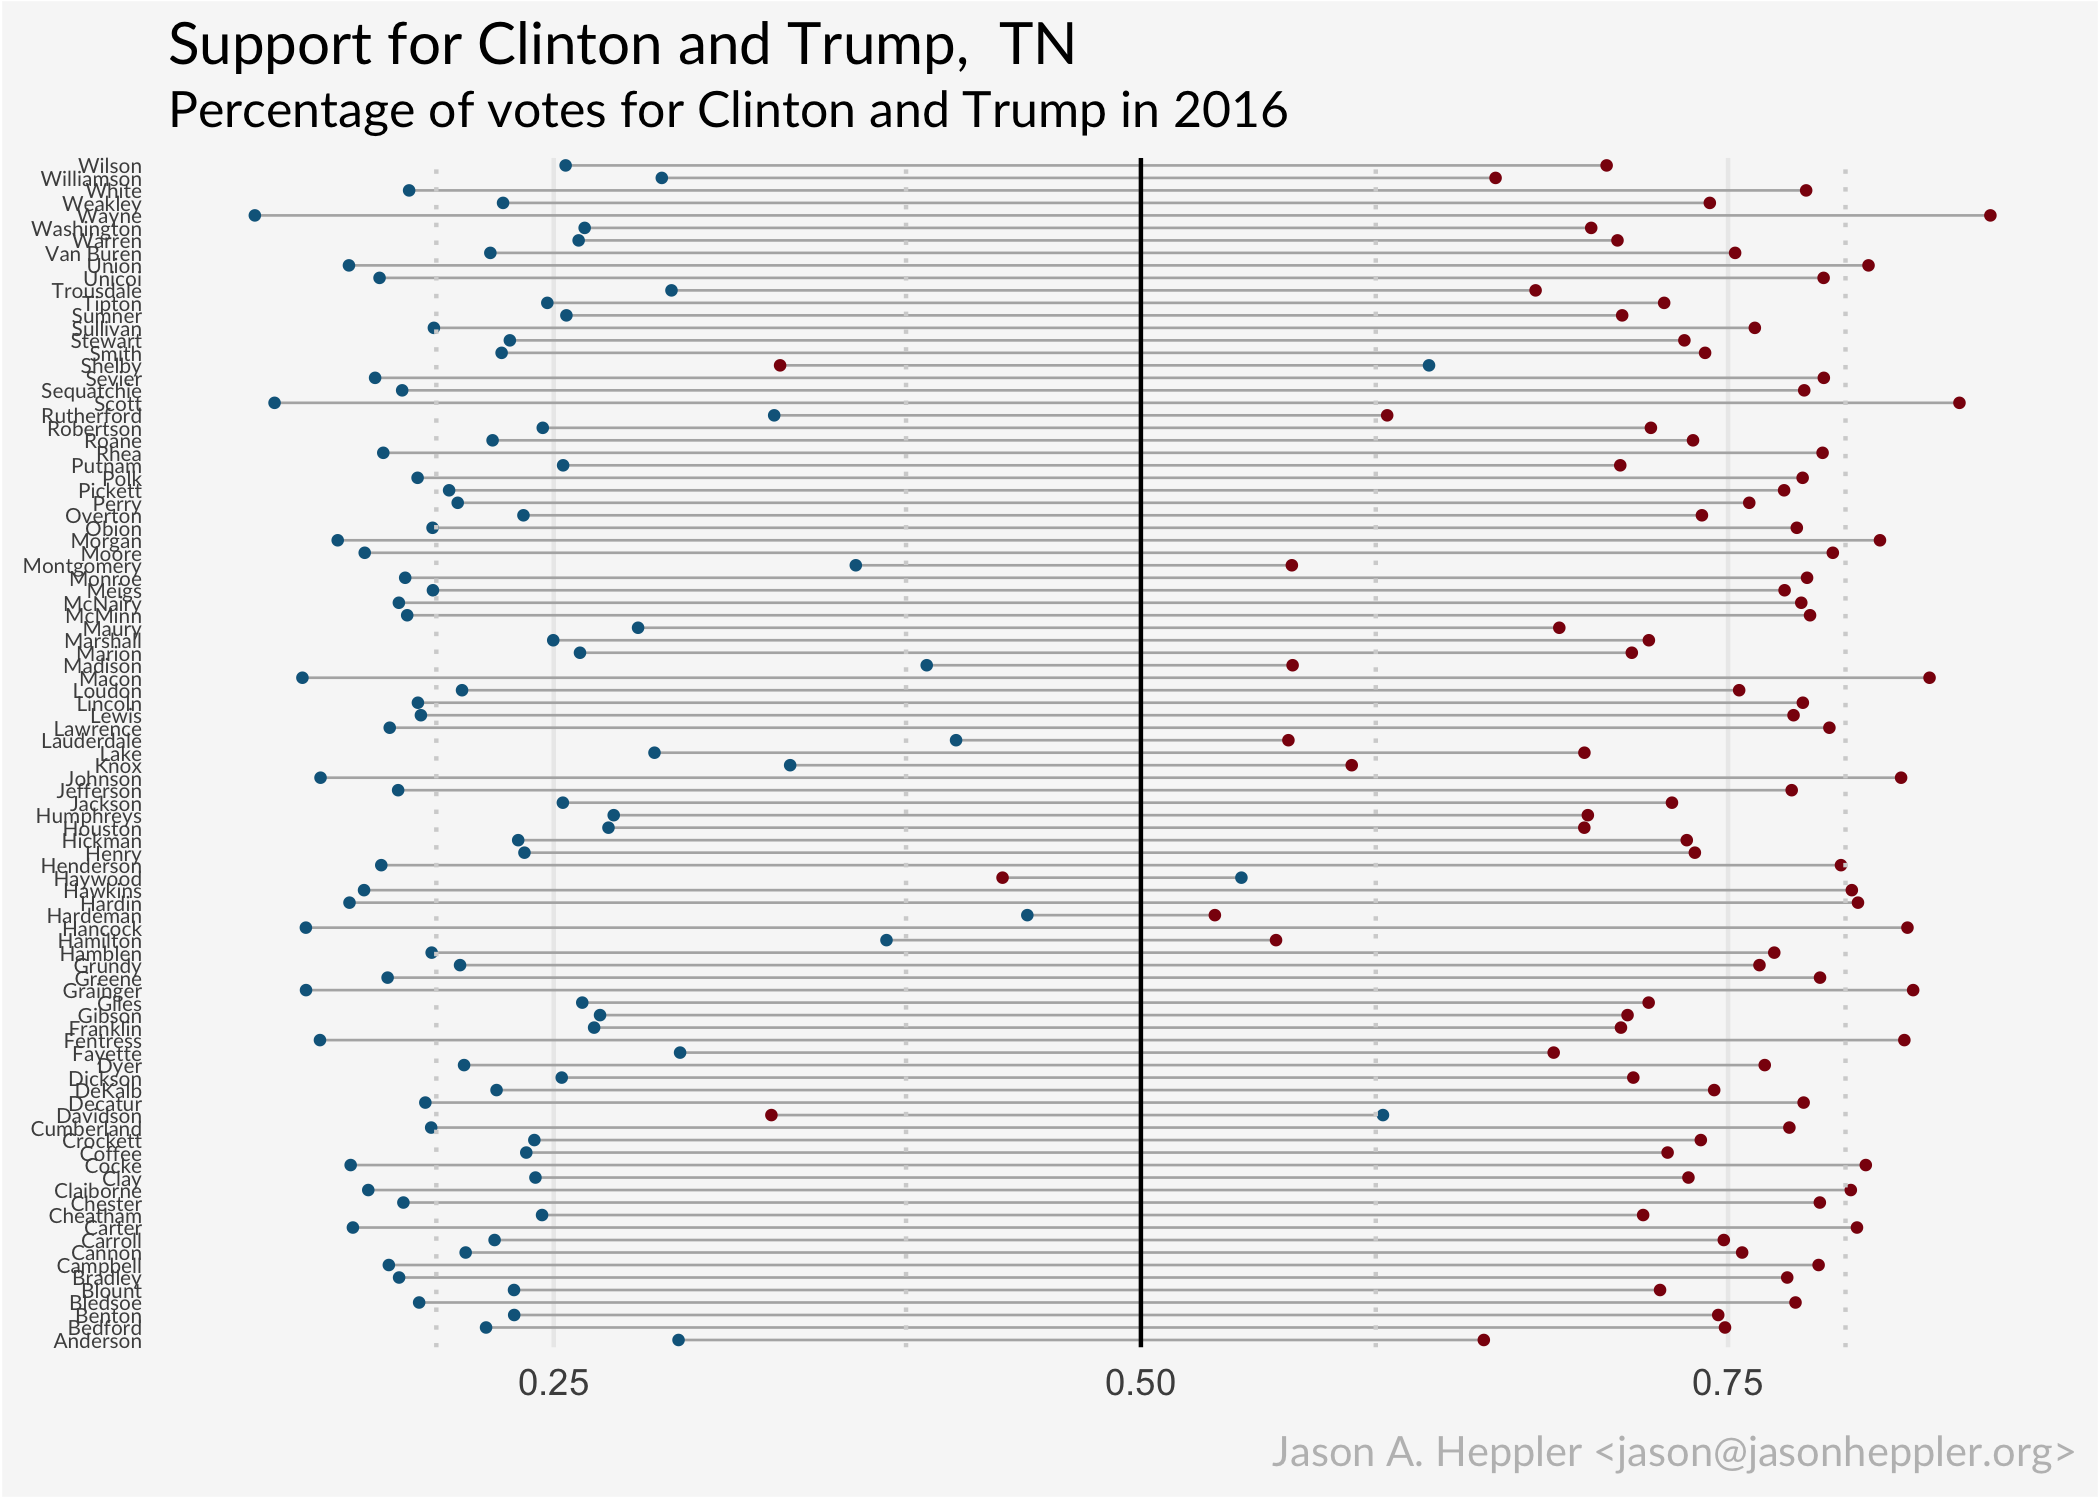 Support for Clinton and Trump,  TN
Percentage of votes for Clinton and Trump in 2016
Wilson
Williamson
White
Weakley
Wayne
Washington
Warren
Van Buren
Union
Unicoi
Trousdale
Tipton
Sumner
Sullivan
Stewart
Smith
Shelby
Sevier
Sequatchie
Scott
Rutherford
Robertson
Roane
Rhea
Putnam
Polk
Pickett
Perry
Overton
Obion
Morgan
Moore
Montgomery
Monroe
Meigs
McNairy
McMinn
Maury
Marshall
Marion
Madison
Macon
Loudon
Lincoln
Lewis
Lawrence
Lauderdale
Lake
Knox
Johnson
Jefferson
Jackson
Humphreys
Houston
Hickman
Henry
Henderson
Haywood
Hawkins
Hardin
Hardeman
Hancock
Hamilton
Hamblen
Grundy
Greene
Grainger
Giles
Gibson
Franklin
Fentress
Fayette
Dyer
Dickson
DeKalb
Decatur
Davidson
Cumberland
Crockett
Coffee
Cocke
Clay
Claiborne
Chester
Cheatham
Carter
Carroll
Cannon
Campbell
Bradley
Blount
Bledsoe
Benton
Bedford
Anderson
0.25 0.50 0.75
Jason A. Heppler <jason@jasonheppler.org>